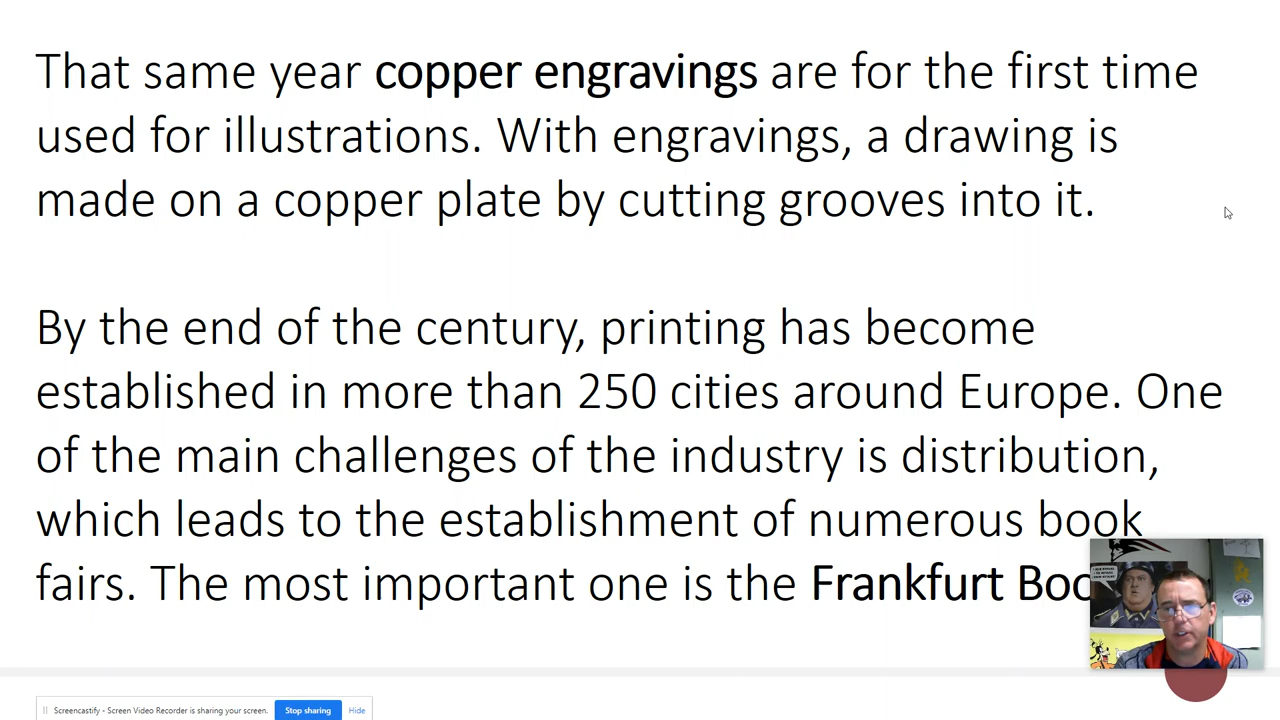 That same year copper engravings are for the first time
used for illustrations. With engravings, a drawing is
made on a copper plate by cutting grooves into it.
By the end of the century, printing has become
established in more than 250 cities around Europe. One
of the main challenges of the industry is distribution,
which leads to the establishment of numerous book
fairs. The most important one is the Frankfurt
Screencastify - Screen Video Recorder is sharing your screen. Stop sharing Hide